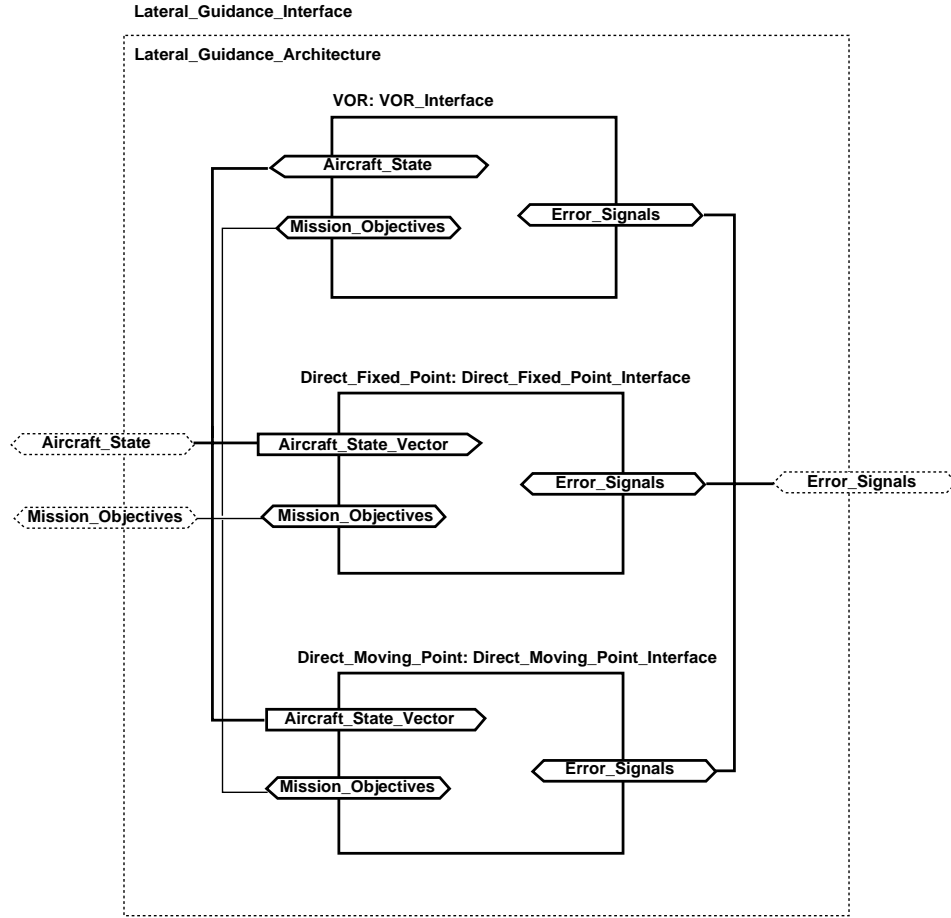 Lateral_Guidance_Interface
Lateral_Guidance_Architecture
VOR: VOR_Interface
Aircraft_State
Error_Signals
Mission_Objectives
Direct_Fixed_Point: Direct_Fixed_Point_Interface
Aircraft_State
Aircraft_State_Vector
Error_Signals
Error_Signals
Mission_Objectives
Mission_Objectives
Direct_Moving_Point: Direct_Moving_Point_Interface
Aircraft_State_Vector
Error_Signals
Mission_Objectives